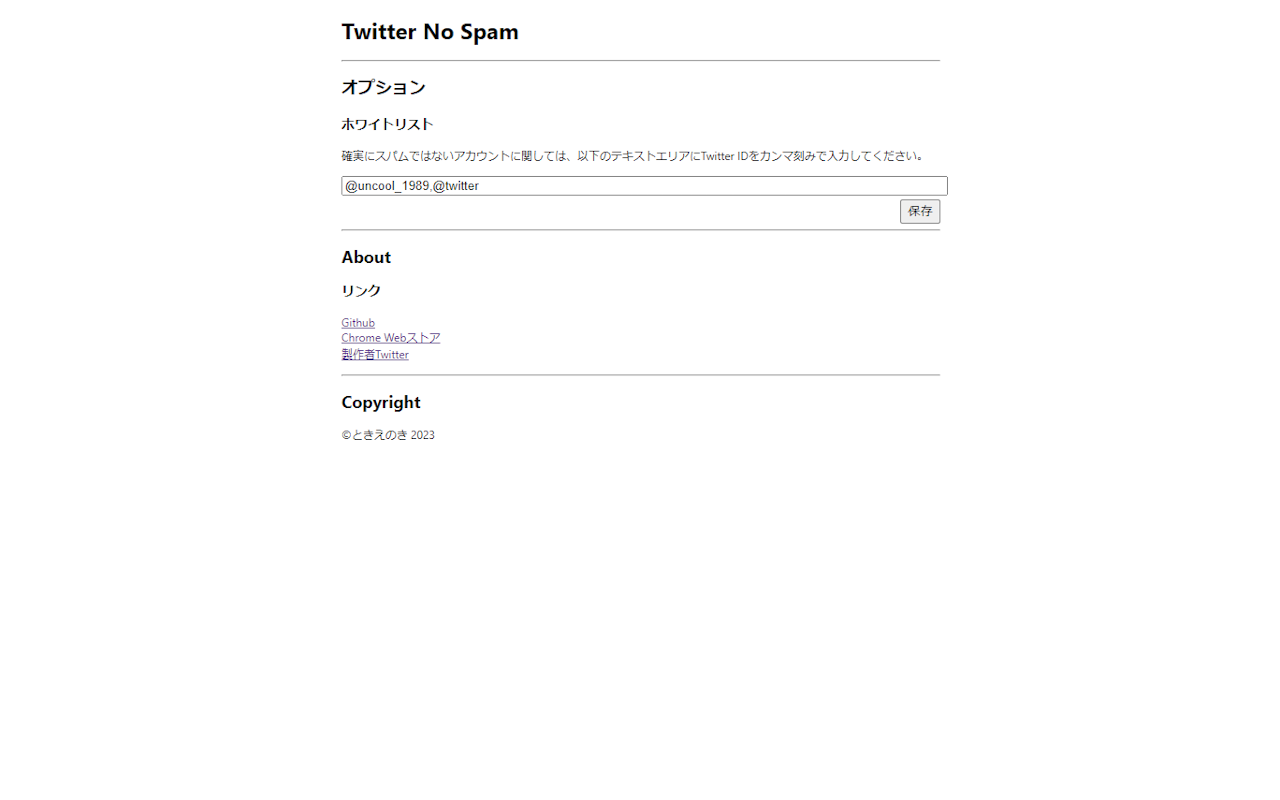 Twitter No Spam
オプション
ホワイトリスト
確実にスパムではないアカウントに関しては、以下のテキストエリアにTwitter IDをカンマ刻みで入力してください。
@uncool_1989,@twitter
保存
About
リンク
Github
Chrome Webストア
製作者Twitter
Copyright
©ときえのき 2023